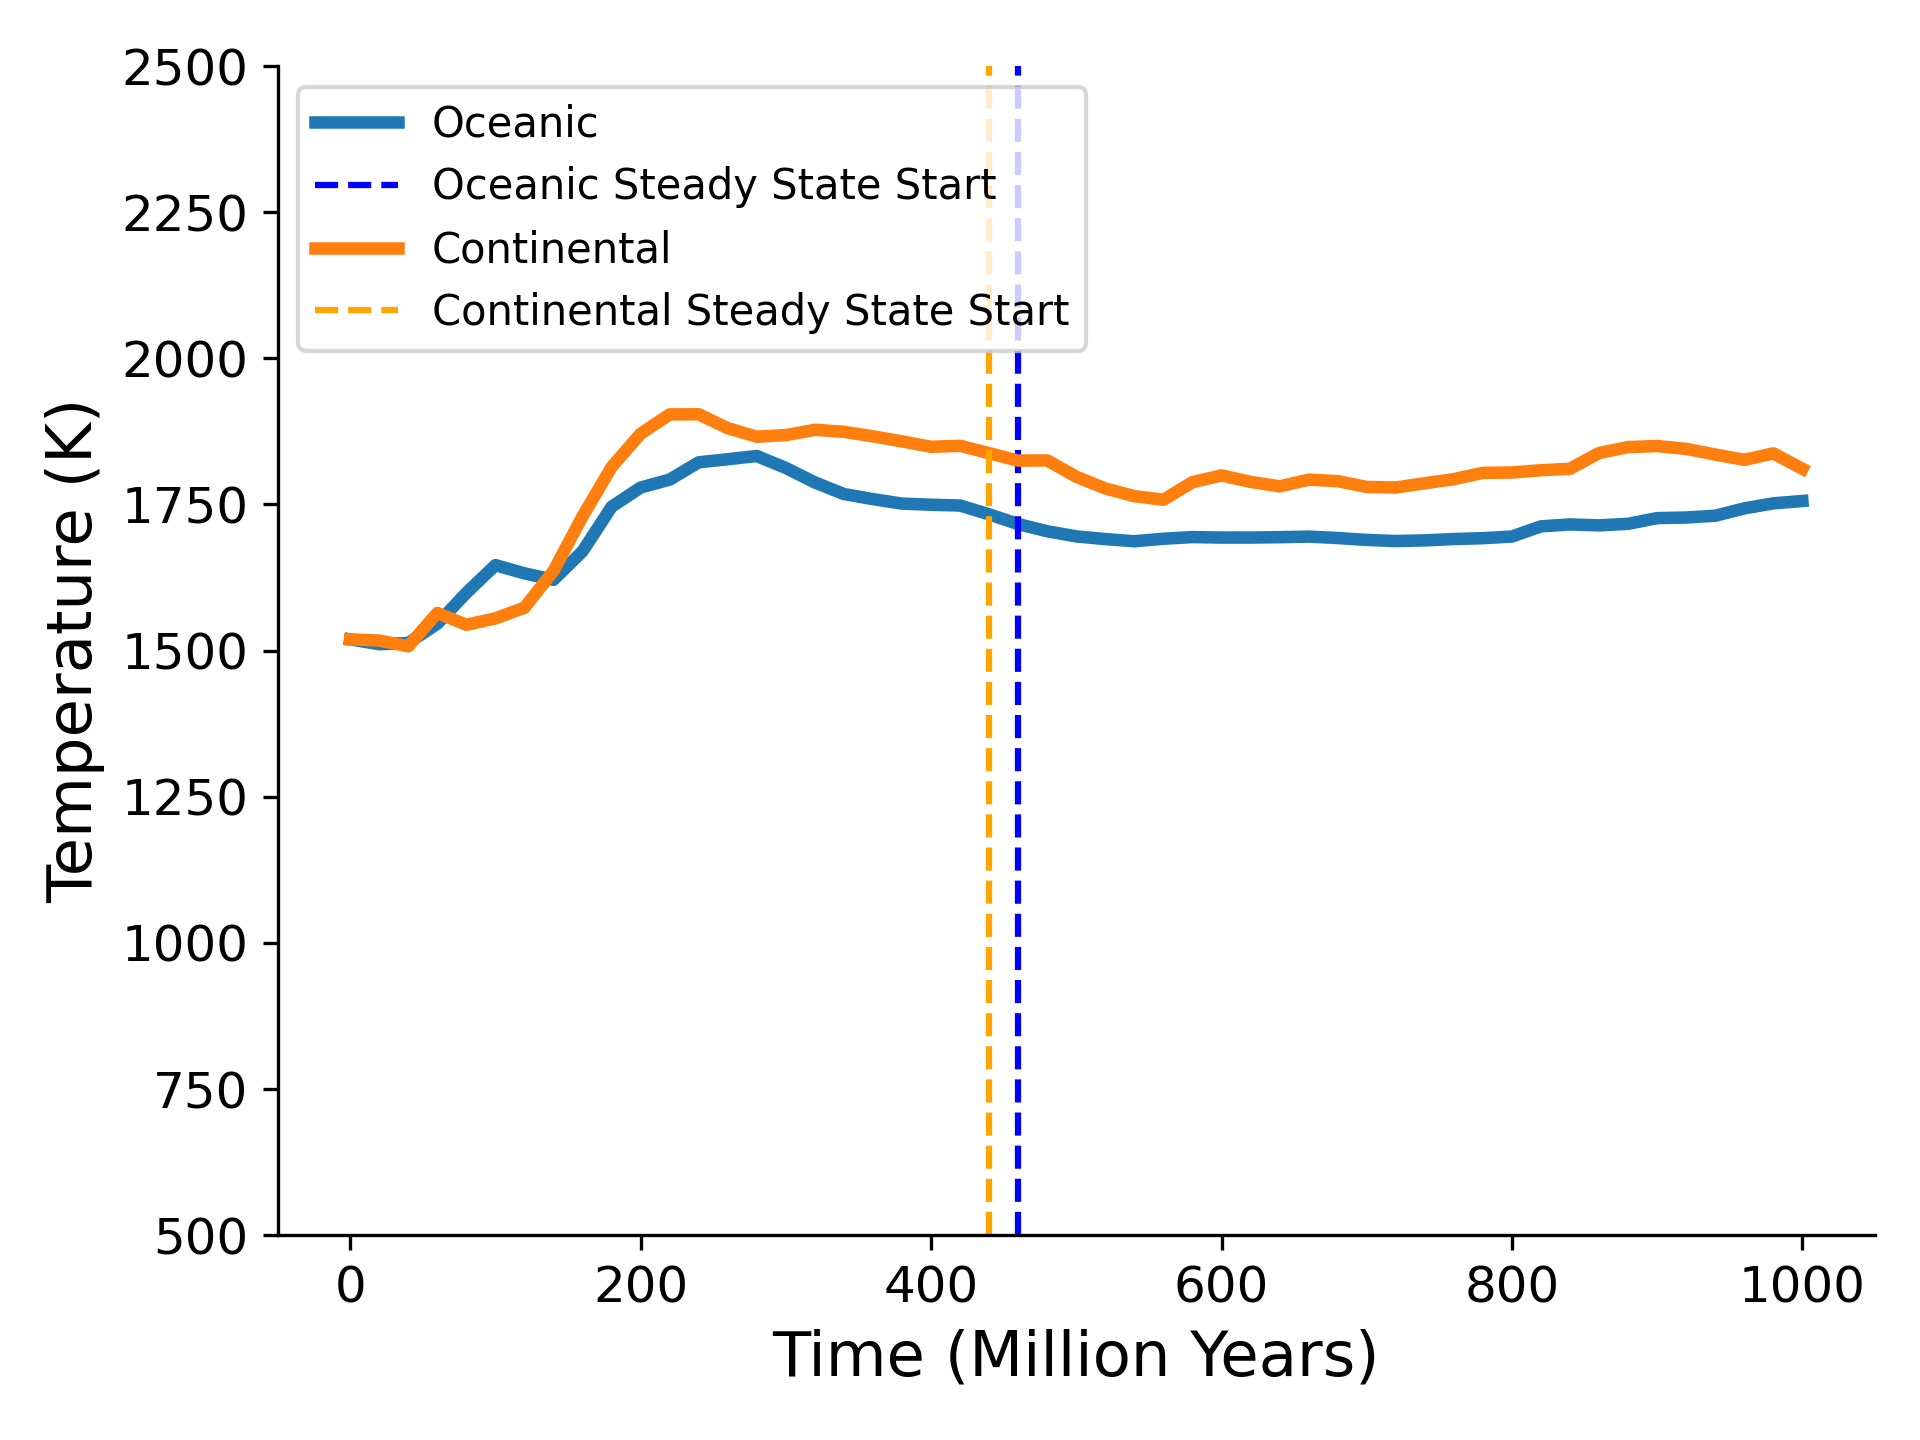 2500
2250
2000
1750
1500
1250
1000
750
500
Temperature (K)
Oceanic
Oceanic Steady State Start
Continental
Continental Steady State Start
0 200 400 600 800 1000
Time (Million Years)